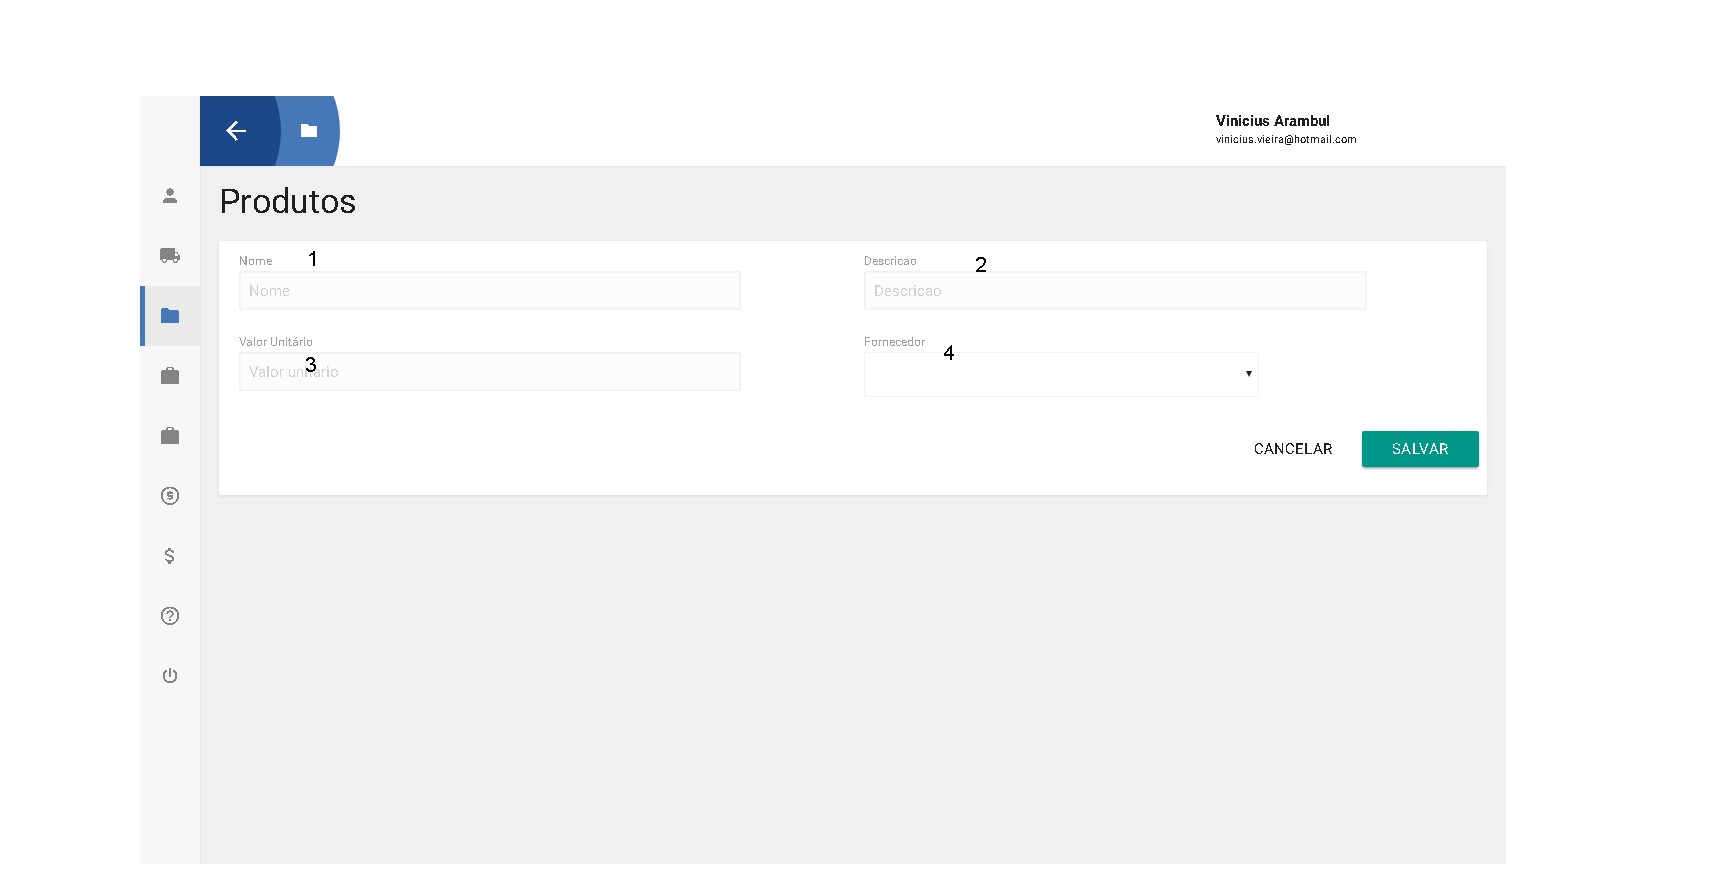 Vinicius Arambul
vinicius.vieira@hotmail.com
Produtos
Nome 1
Nome
Descricao 2
Descricao
Valor Unitário
Valor unitario 3
Fornecedor 4
CANCELAR SALVAR